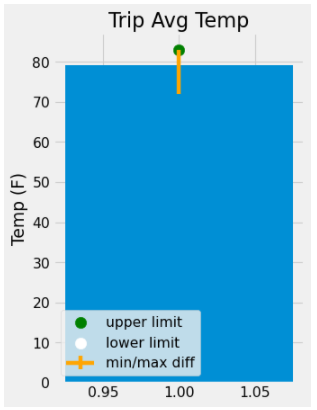 Trip Avg Temp
80
70
60
50
40
30
20
10
0
Temp (F)
upper limit
lower limit
min/max diff
0.95 1.00 1.05